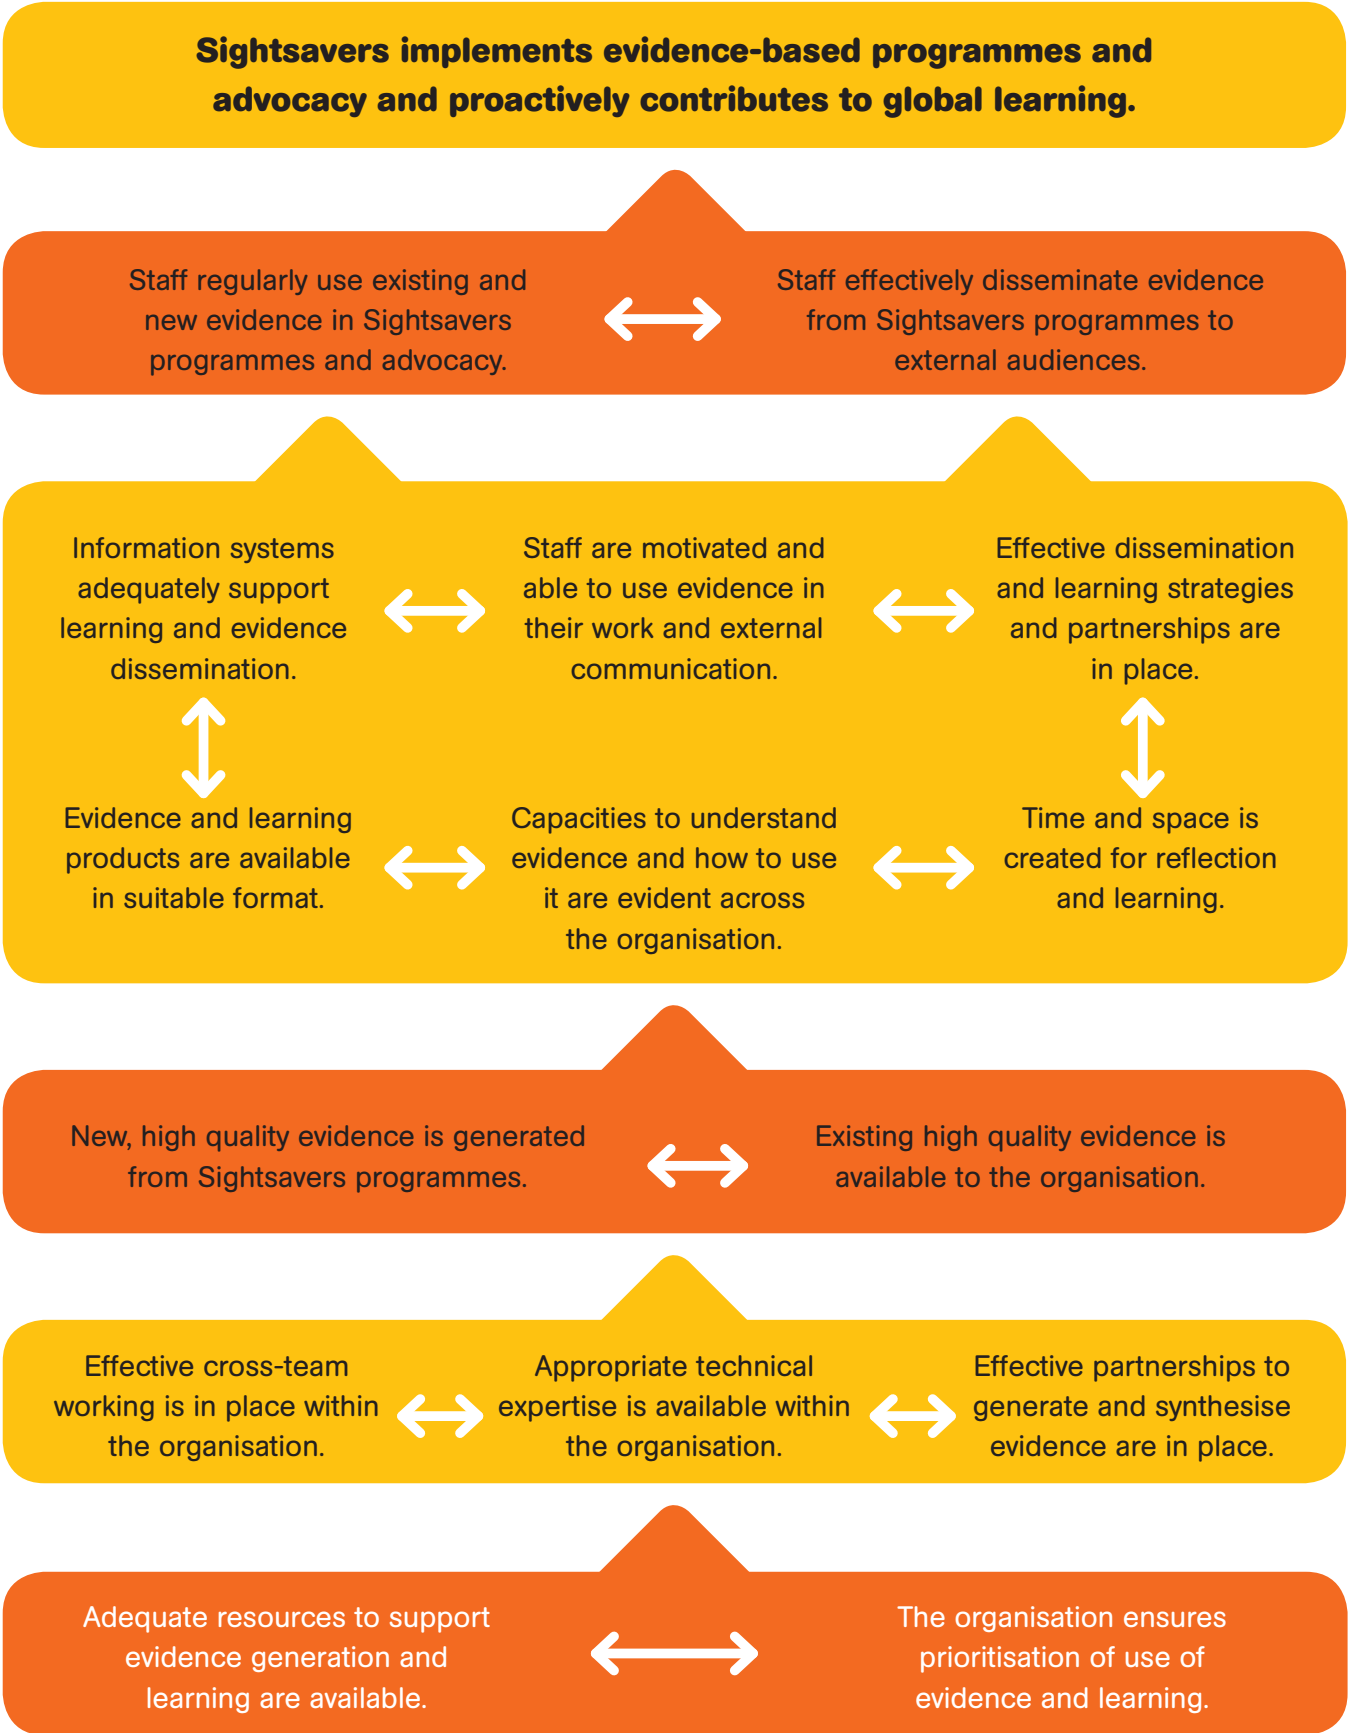 Sightsavers implements evidence-based programmes and
advocacy and proactively contributes to global learning.
Staff regularly use existing and
new evidence in Sightsavers
programmes and advocacy.
Staff effectively disseminate evidence
from Sightsavers programmes to
external audiences.
Information systems
adequately support
learning and evidence
dissemination.
Staff are motivated and
able to use evidence in
their work and external
communication.
Effective dissemination
and learning strategies
and partnerships are
in place.
Evidence and learning
products are available
in suitable format.
Capacities to understand
evidence and how to use
it are evident across
the organisation.
Time and space is
created for reflection
and learning.
New, high quality evidence is generated
from Sightsavers programmes.
Existing high quality evidence is
available to the organisation.
Effective cross-team
working is in place within
the organisation.
Appropriate technical
expertise is available within
the organisation.
Effective partnerships to
generate and synthesise
evidence are in place.
Adequate resources to support
evidence generation and
learning are available.
The organisation ensures
prioritisation of use of
evidence and learning.